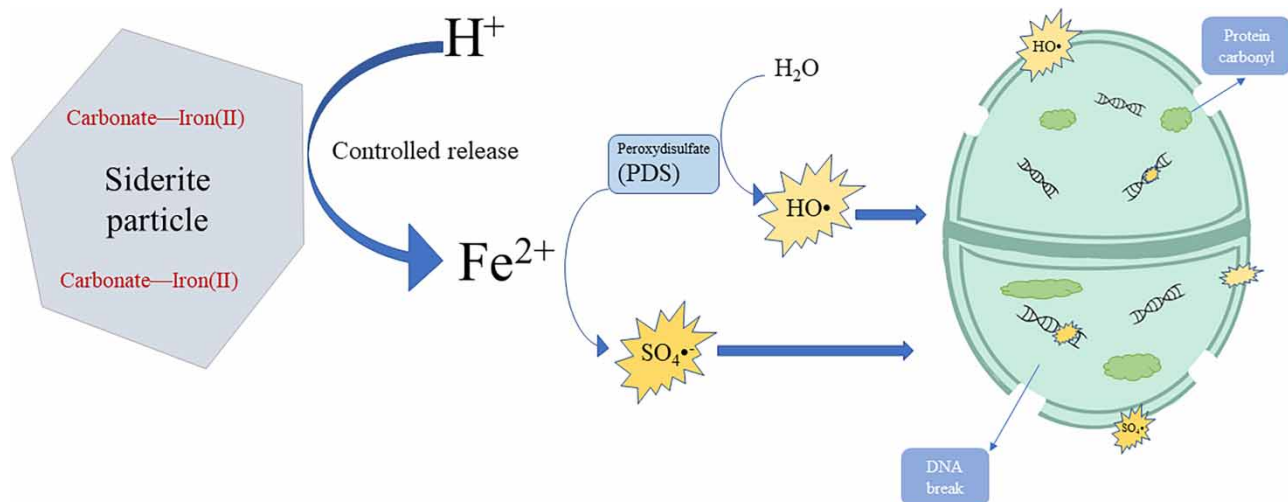 Carbonate—Iron(II)
Siderite
particle
Carbonate—Iron(II)
H⁺
Controlled release
Fe²⁺
H₂O
Peroxydisulfate
(PDS)
HO•
SO₄•⁻
HO•
Protein
carbonyl
SO₄•
DNA
break